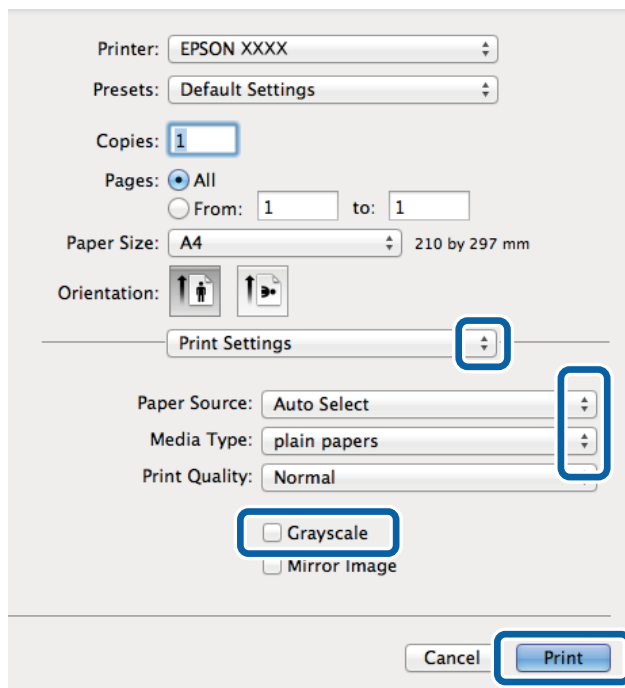 Printer: EPSON XXXX
Presets: Default Settings
Copies: 1
Pages: All
From: 1 to: 1
Paper Size: A4 210 by 297 mm
Orientation:
Print Settings
Paper Source: Auto Select
Media Type: plain papers
Print Quality: Normal
Grayscale
Mirror Image
Cancel Print